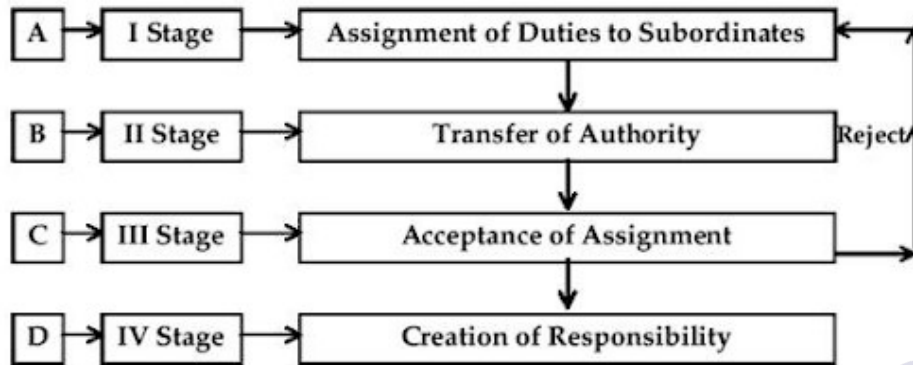 A I Stage Assignment of Duties to Subordinates
B II Stage Transfer of Authority Reject
C III Stage Acceptance of Assignment
D IV Stage Creation of Responsibility